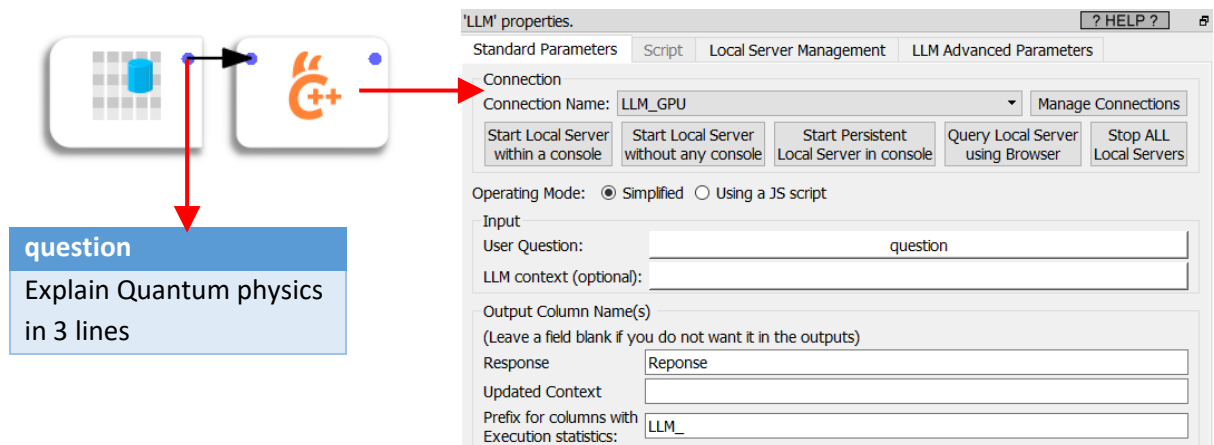 'LLM' properties.
? HELP ?
Standard Parameters
Script
Local Server Management
LLM Advanced Parameters
Connection
Connection Name: LLM_GPU
Manage Connections
Start Local Server
within a console
Start Local Server
without any console
Start Persistent
Local Server in console
Query Local Server
using Browser
Stop ALL
Local Servers
Operating Mode: Simplified Using a JS script
Input
User Question: question
LLM context (optional):
Output Column Name(s)
(Leave a field blank if you do not want it in the outputs)
Response Reponse
Updated Context
Prefix for columns with
Execution statistics: LLM_
C++
question
Explain Quantum physics
in 3 lines